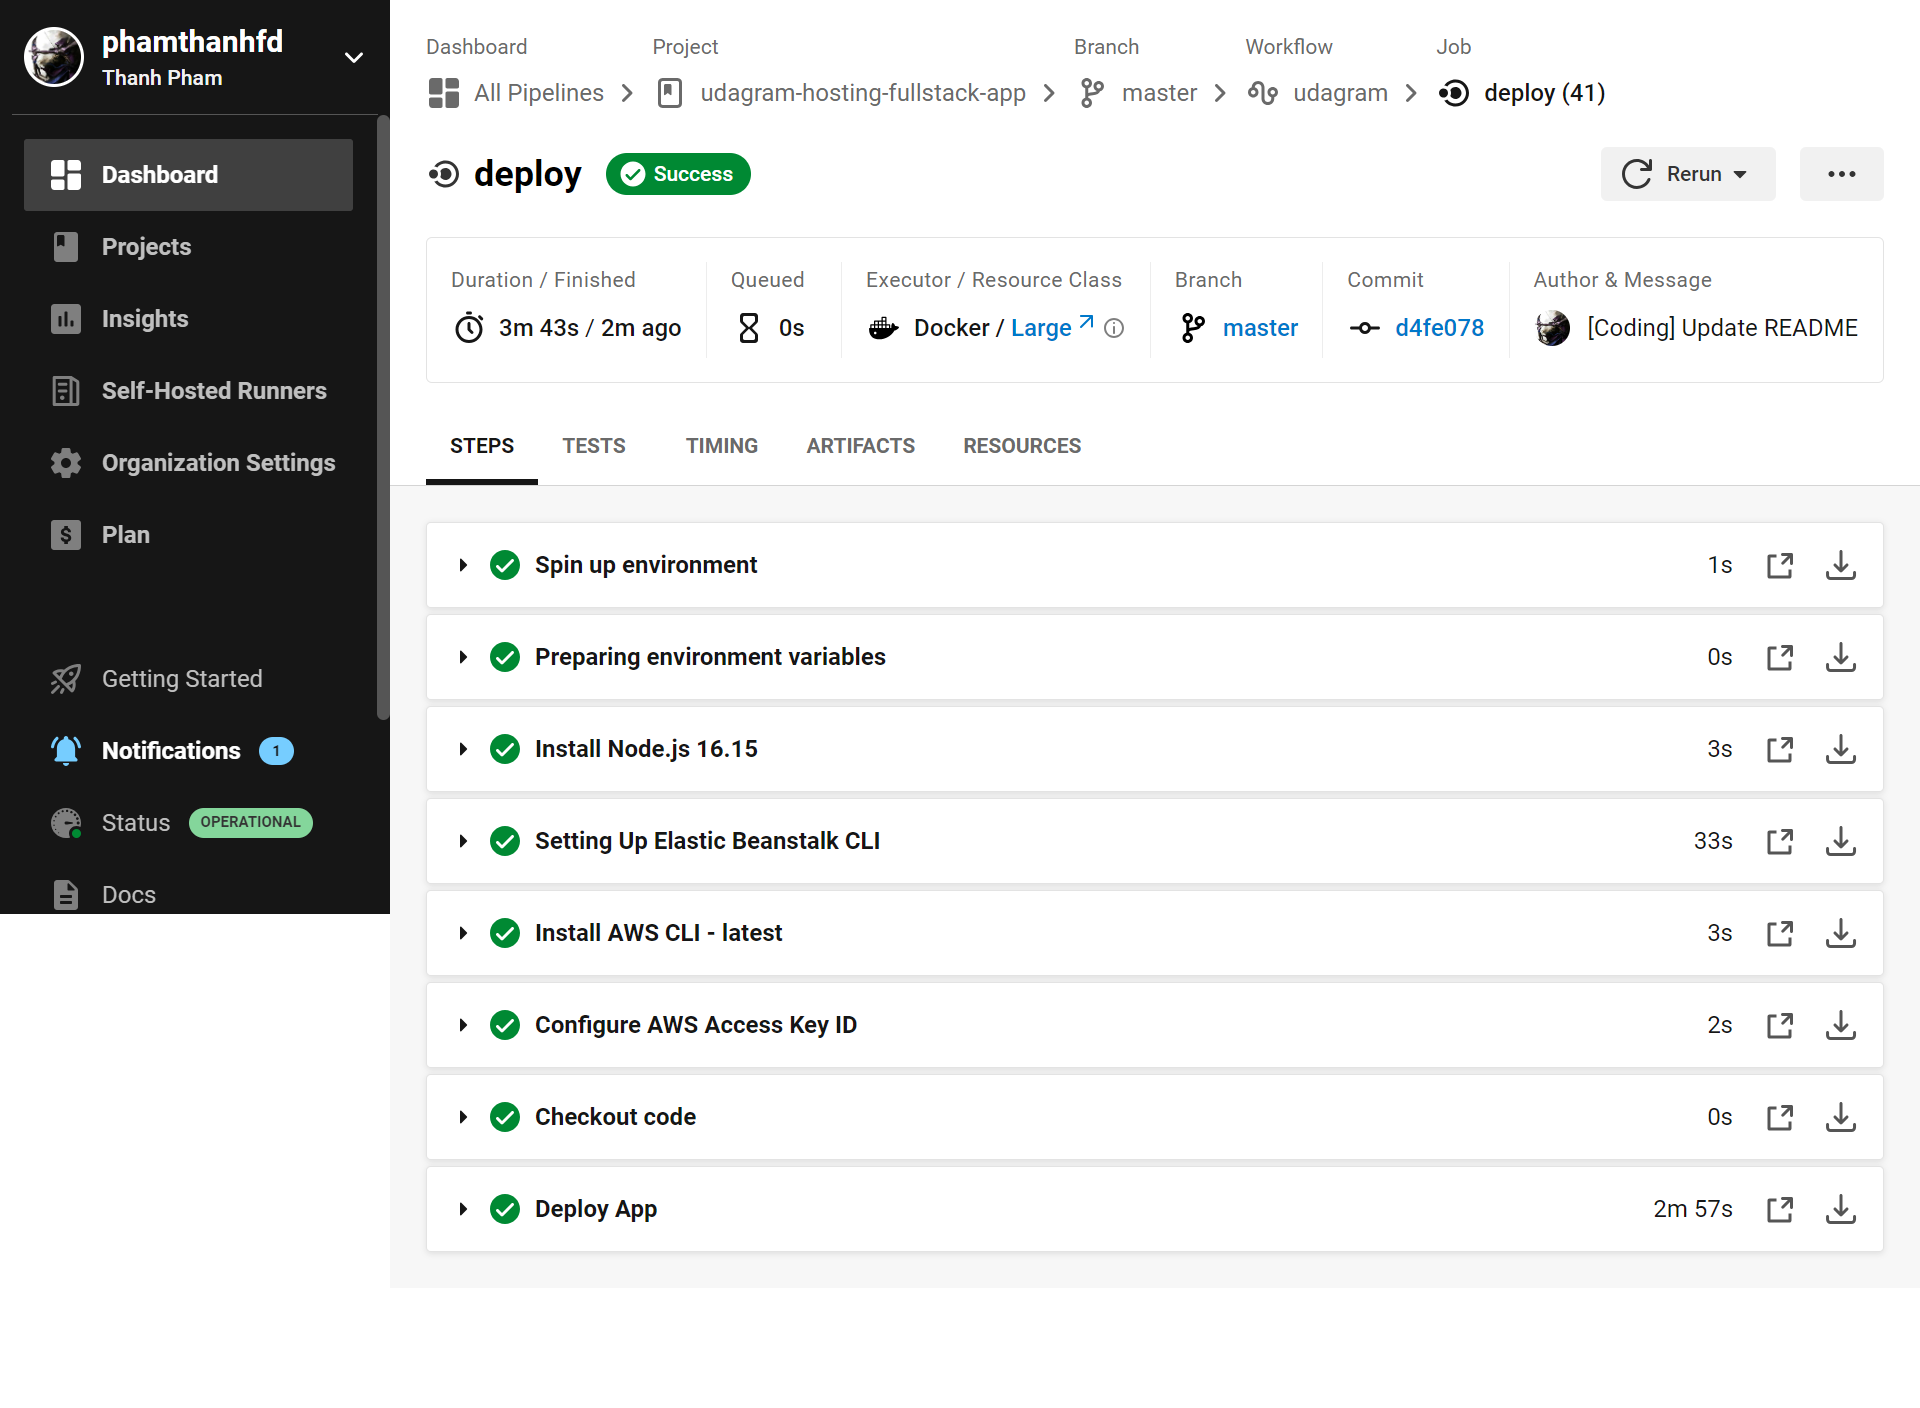 phamthanhfd
Thanh Pham
Dashboard
Projects
Insights
Self-Hosted Runners
Organization Settings
Plan
Getting Started
Notifications 1
Status OPERATIONAL
Docs
Dashboard Project Branch Workflow Job
All Pipelines udagram-hosting-fullstack-app master udagram deploy (41)
deploy Success Rerun
Duration / Finished Queued Executor / Resource Class Branch Commit Author & Message
3m 43s / 2m ago 0s Docker / Large master d4fe078 [Coding] Update README
STEPS TESTS TIMING ARTIFACTS RESOURCES
Spin up environment 1s
Preparing environment variables 0s
Install Node.js 16.15 3s
Setting Up Elastic Beanstalk CLI 33s
Install AWS CLI - latest 3s
Configure AWS Access Key ID 2s
Checkout code 0s
Deploy App 2m 57s